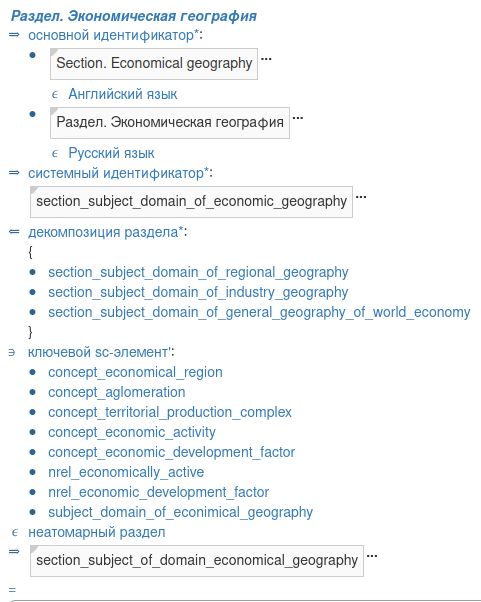 Раздел. Экономическая география
⇒ основной идентификатор*:
● Section. Economical geography ...
ϵ Английский язык
● Раздел. Экономическая география ...
ϵ Русский язык
⇒ системный идентификатор*:
section_subject_domain_of_economic_geography ...
⇐ декомпозиция раздела*:
{
● section_subject_domain_of_regional_geography
● section_subject_domain_of_industry_geography
● section_subject_domain_of_general_geography_of_world_economy
}
∍ ключевой sc-элемент':
● concept_economical_region
● concept_aglomeration
● concept_territorial_production_complex
● concept_economic_activity
● concept_economic_development_factor
● nrel_economically_active
● nrel_economic_development_factor
● subject_domain_of_econimical_geography
ϵ неатомарный раздел
⇒ section_subject_of_domain_economical_geography ...
=